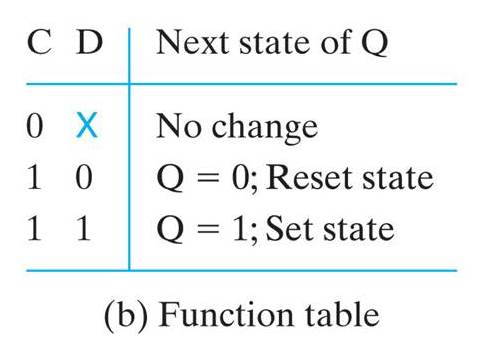 C D Next state of Q
0 X No change
1 0 Q = 0; Reset state
1 1 Q = 1; Set state
(b) Function table